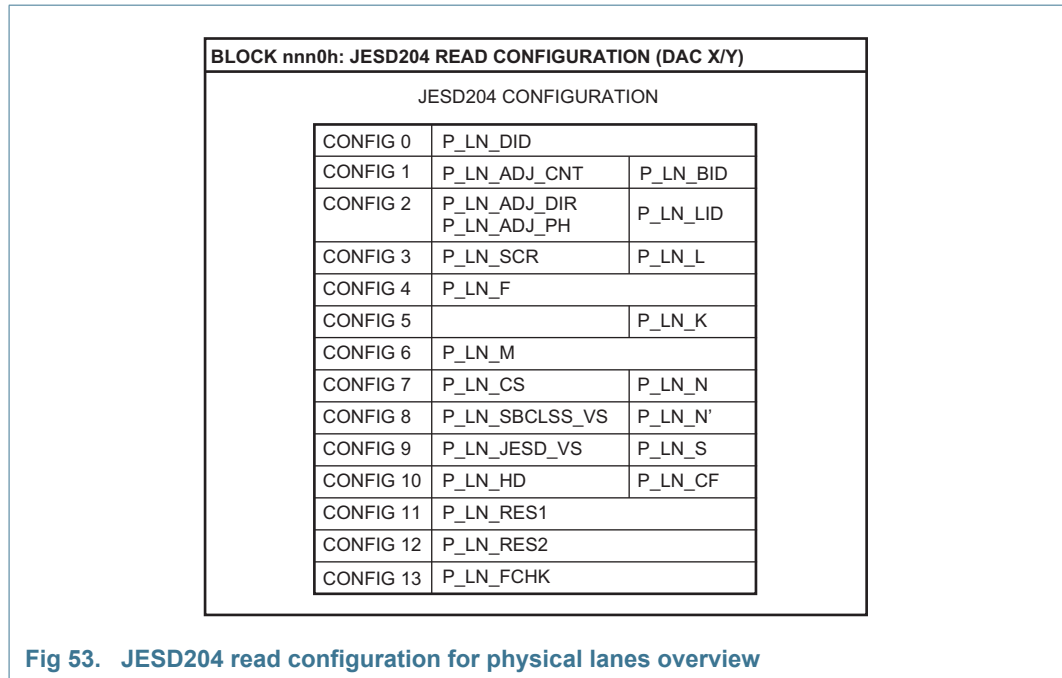 BLOCK nnn0h: JESD204 READ CONFIGURATION (DAC X/Y)
JESD204 CONFIGURATION
CONFIG 0 P_LN_DID
CONFIG 1 P_LN_ADJ_CNT P_LN_BID
CONFIG 2 P_LN_ADJ_DIR
P_LN_ADJ_PH P_LN_LID
CONFIG 3 P_LN_SCR P_LN_L
CONFIG 4 P_LN_F
CONFIG 5 P_LN_K
CONFIG 6 P_LN_M
CONFIG 7 P_LN_CS P_LN_N
CONFIG 8 P_LN_SBCLSS_VS P_LN_N’
CONFIG 9 P_LN_JESD_VS P_LN_S
CONFIG 10 P_LN_HD P_LN_CF
CONFIG 11 P_LN_RES1
CONFIG 12 P_LN_RES2
CONFIG 13 P_LN_FCHK
Fig 53. JESD204 read configuration for physical lanes overview